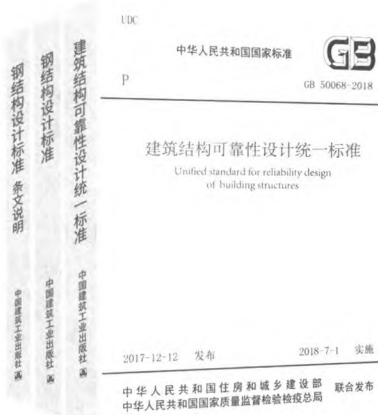 钢结构设计标准 条文说明
中国建筑工业出版社
钢结构设计标准
中国建筑工业出版社
建筑结构可靠性设计统一标准
中国建筑工业出版社
UDC
中华人民共和国国家标准
GB
P
GB 50068-2018
建筑结构可靠性设计统一标准
Unified standard for reliability design
of building structures
2017-12-12 发布
2018-7-1 实施
中华人民共和国住房和城乡建设部
中华人民共和国国家质量监督检验检疫总局
联合发布